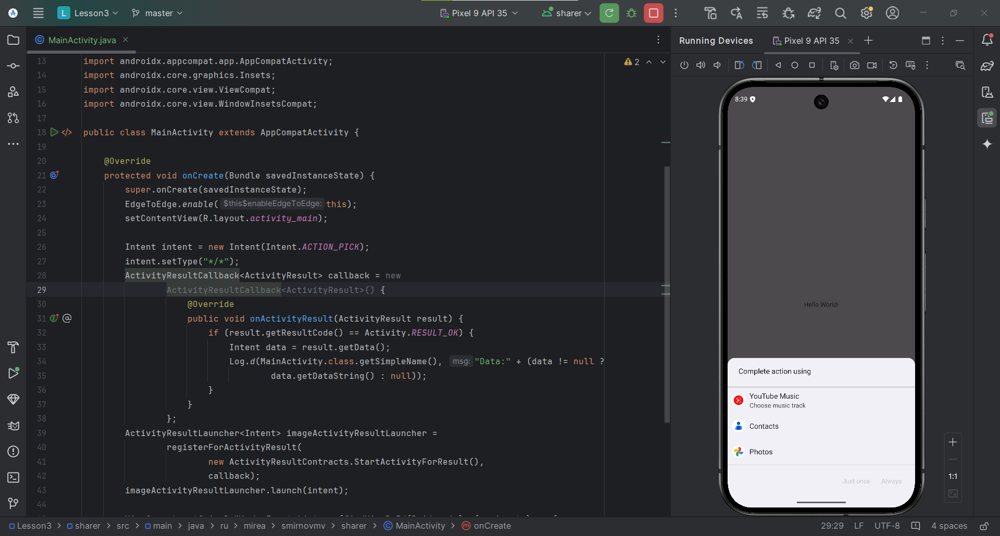 L Lesson3 master Pixel 9 API 35 sharer
MainActivity.java
13 import androidx.appcompat.app.AppCompatActivity;
14 import androidx.core.graphics.Insets;
15 import androidx.core.view.ViewCompat;
16 import androidx.core.view.WindowInsetsCompat;
17
18 </> public class MainActivity extends AppCompatActivity {
19
20 @Override
21 protected void onCreate(Bundle savedInstanceState) {
22 super.onCreate(savedInstanceState);
23 EdgeToEdge.enable( $this$enableEdgeToEdge: this);
24 setContentView(R.layout.activity_main);
25
26 Intent intent = new Intent(Intent.ACTION_PICK);
27 intent.setType("*/*");
28 ActivityResultCallback<ActivityResult> callback = new
29 ActivityResultCallback<ActivityResult>() {
30 @Override
31 @ public void onActivityResult(ActivityResult result) {
32 if (result.getResultCode() == Activity.RESULT_OK) {
33 Intent data = result.getData();
34 Log.d(MainActivity.class.getSimpleName(), msg: "Data:" + (data != null ?
35 data.getDataString() : null));
36 }
37 }
38 };
39 ActivityResultLauncher<Intent> imageActivityResultLauncher =
40 registerForActivityResult(
41 new ActivityResultContracts.StartActivityForResult(),
42 callback);
43 imageActivityResultLauncher.launch(intent);
44
2
Running Devices Pixel 9 API 35
8:39
Hello World!
Complete action using
YouTube Music
Choose music track
Contacts
Photos
Just once Always
1:1
Lesson3 > sharer > src > main > java > ru > mirea > smirnovmv > sharer > MainActivity > onCreate
29:29 LF UTF-8 4 spaces